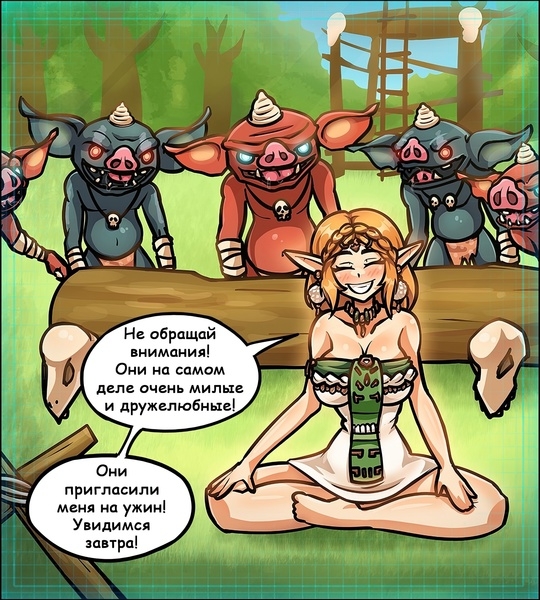 Не обращай
внимания!
Они на самом
деле очень милые
и дружелюбные!
Они
пригласили
меня на ужин!
Увидимся
завтра!